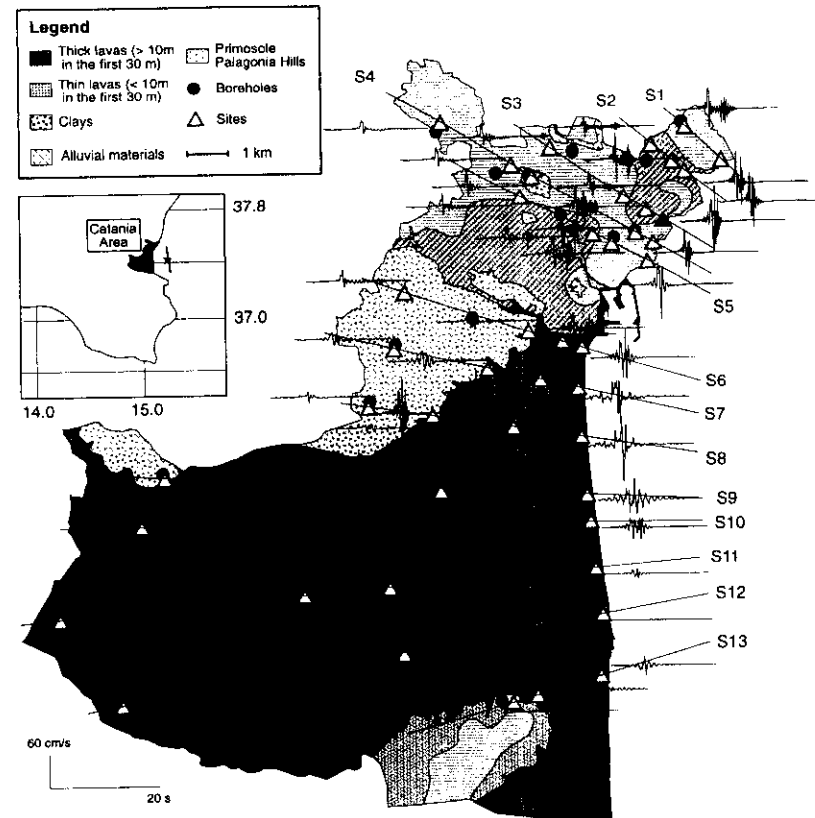 Legend
Thick lavas (> 10m
in the first 30 m)
Thin lavas (< 10m
in the first 30 m)
Clays
Alluvial materials
Primosole
Palagonia Hills
Boreholes
Sites
1 km
Catania
Area
37.8
37.0
14.0
15.0
S4
S3
S2
S1
S5
S6
S7
S8
S9
S10
S11
S12
S13
60 cm/s
20 s